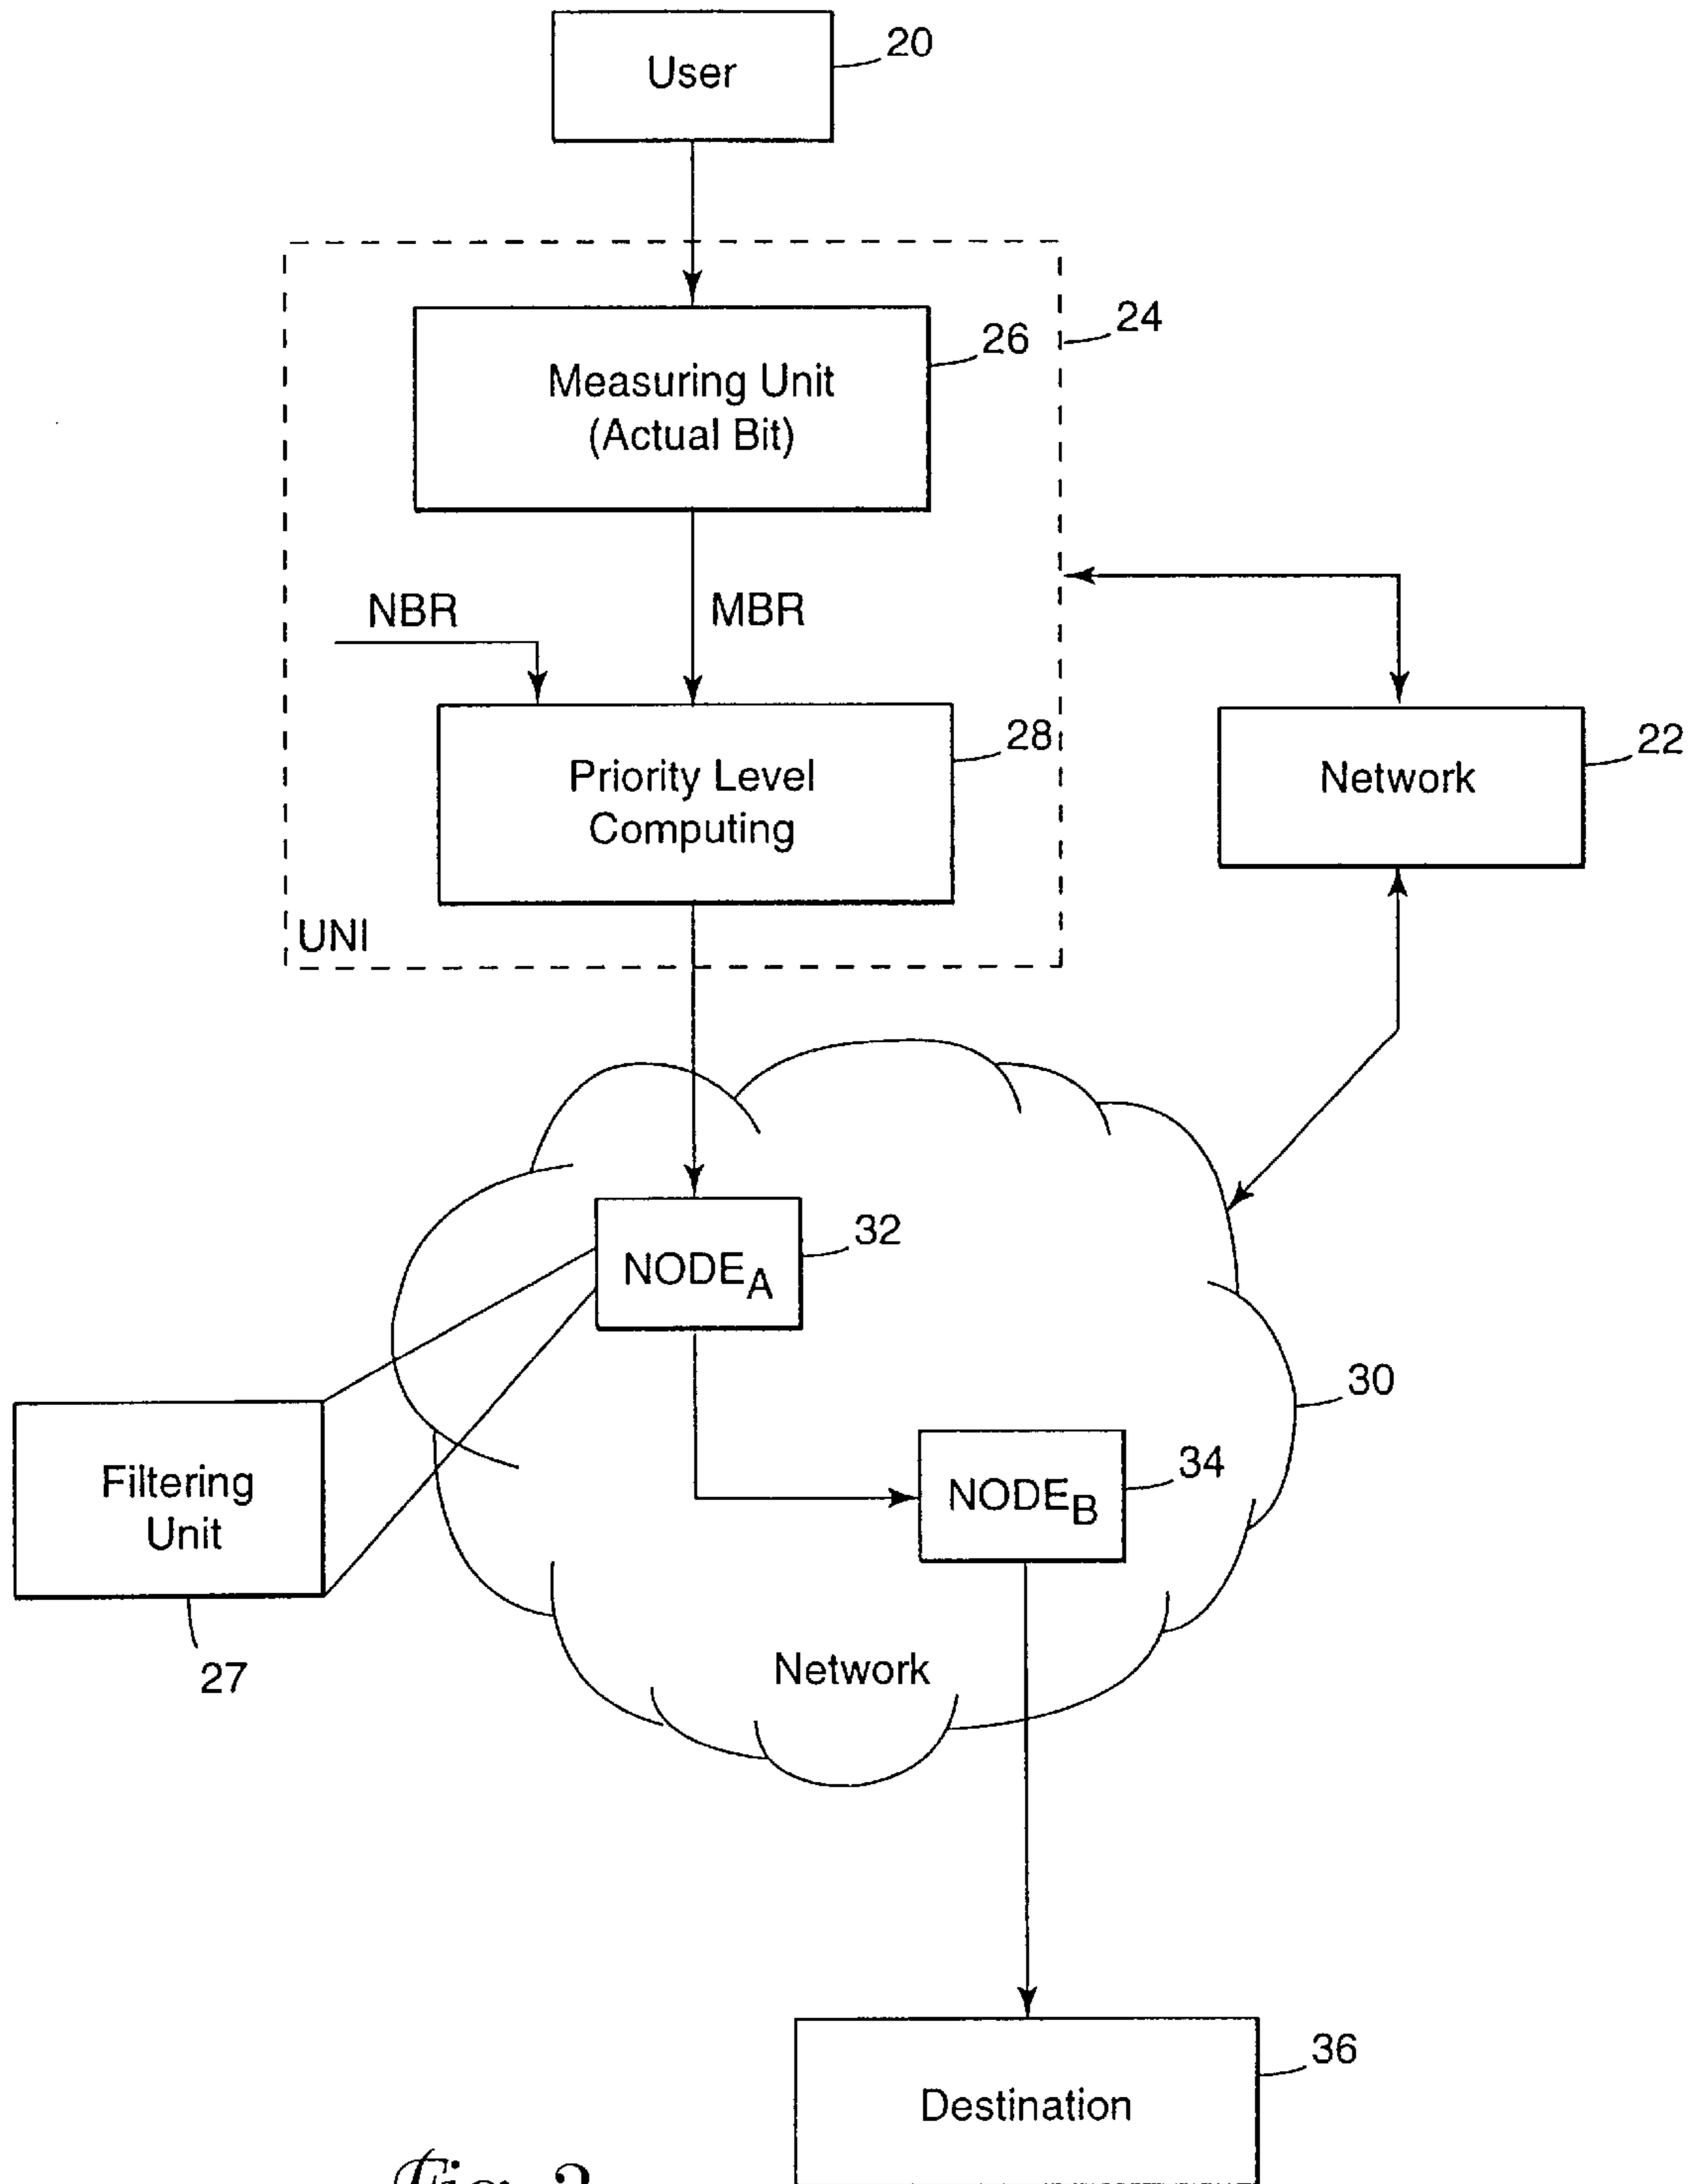 20
User
24
26
Measuring Unit
(Actual Bit)
NBR
MBR
28
Priority Level
Computing
22
Network
UNI
32
NODEA
30
34
NODEB
Filtering
Unit
27
Network
36
Destination